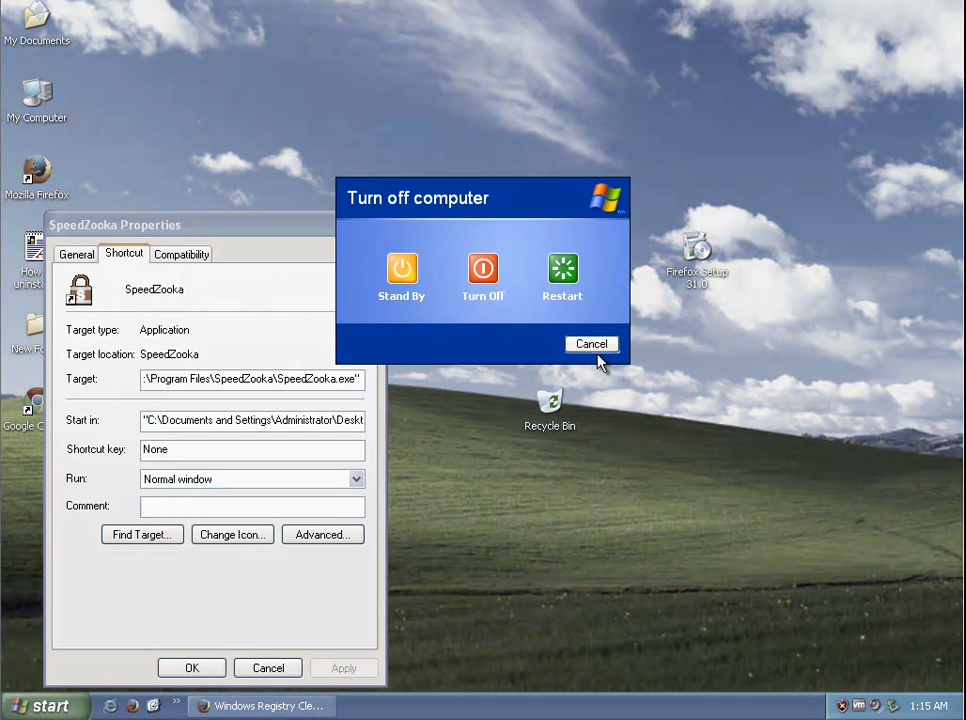 My Documents
My Computer
Mozilla Firefox
SpeedZooka Properties
General
Shortcut
Compatibility
SpeedZooka
Target type: Application
Target location: SpeedZooka
Target: :\Program Files\SpeedZooka\SpeedZooka.exe"
Start in: "C:\Documents and Settings\Administrator\Deskt
Shortcut key: None
Run: Normal window
Comment:
Find Target...
Change Icon...
Advanced...
OK
Cancel
Apply
How
uninst
New Fo
Google C
Turn off computer
Stand By
Turn Off
Restart
Cancel
Firefox Setup
31.0
Recycle Bin
start
Windows Registry Cle...
vm
1:15 AM